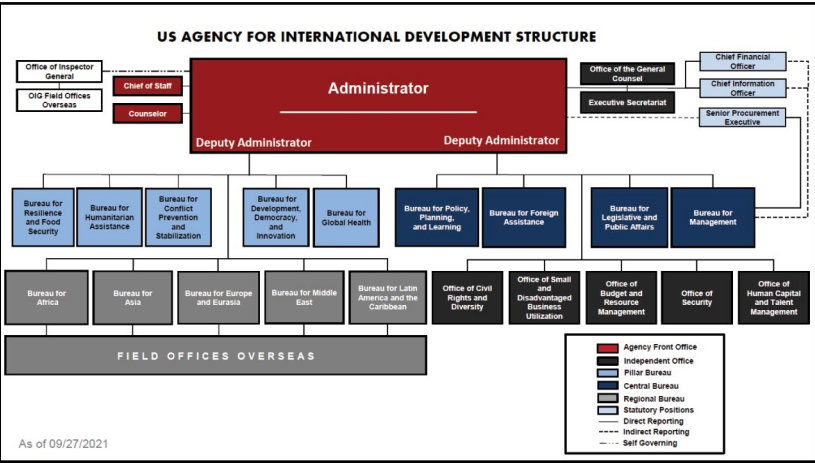 US AGENCY FOR INTERNATIONAL DEVELOPMENT STRUCTURE
Office of Inspector
General
OIG Field Offices
Overseas
Chief of Staff
Counselor
Administrator
Deputy Administrator
Deputy Administrator
Office of the General
Counsel
Executive Secretariat
Chief Financial
Officer
Chief Information
Officer
Senior Procurement
Executive
Bureau for
Resilience
and Food
Security
Bureau for
Humanitarian
Assistance
Bureau for
Conflict
Prevention
and
Stabilization
Bureau for
Development,
Democracy,
and
Innovation
Bureau for
Global Health
Bureau for Policy,
Planning,
and Learning
Bureau for Foreign
Assistance
Bureau for
Legislative and
Public Affairs
Bureau for
Management
Bureau for
Africa
Bureau for
Asia
Bureau for Europe
and Eurasia
Bureau for Middle
East
Bureau for Latin
America and the
Caribbean
Office of Civil
Rights and
Diversity
Office of Small
and
Disadvantaged
Business
Utilization
Office of
Budget and
Resource
Management
Office of
Security
Office of
Human Capital
and Talent
Management
FIELD OFFICES OVERSEAS
Agency Front Office
Independent Office
Pillar Bureau
Central Bureau
Regional Bureau
Statutory Positions
Direct Reporting
Indirect Reporting
Self Governing
As of 09/27/2021